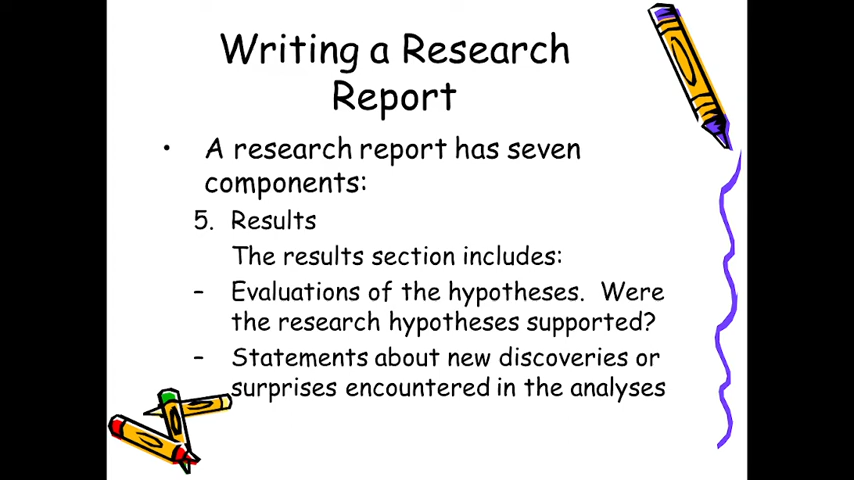 Writing a Research
Report
• A research report has seven
components:
5. Results
The results section includes:
– Evaluations of the hypotheses. Were
the research hypotheses supported?
– Statements about new discoveries or
surprises encountered in the analyses